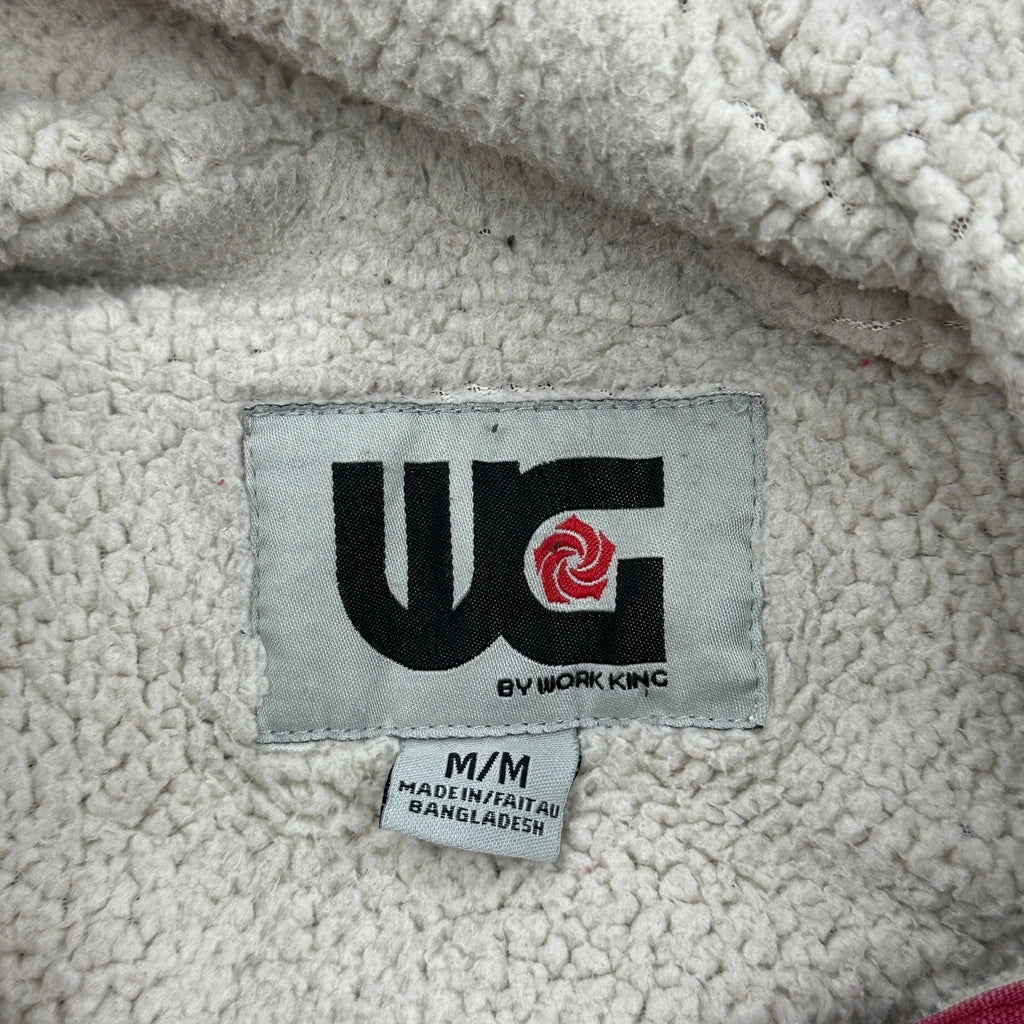 WG
BY WORK KING
M/M
MADE IN/FAIT AU
BANGLADESH